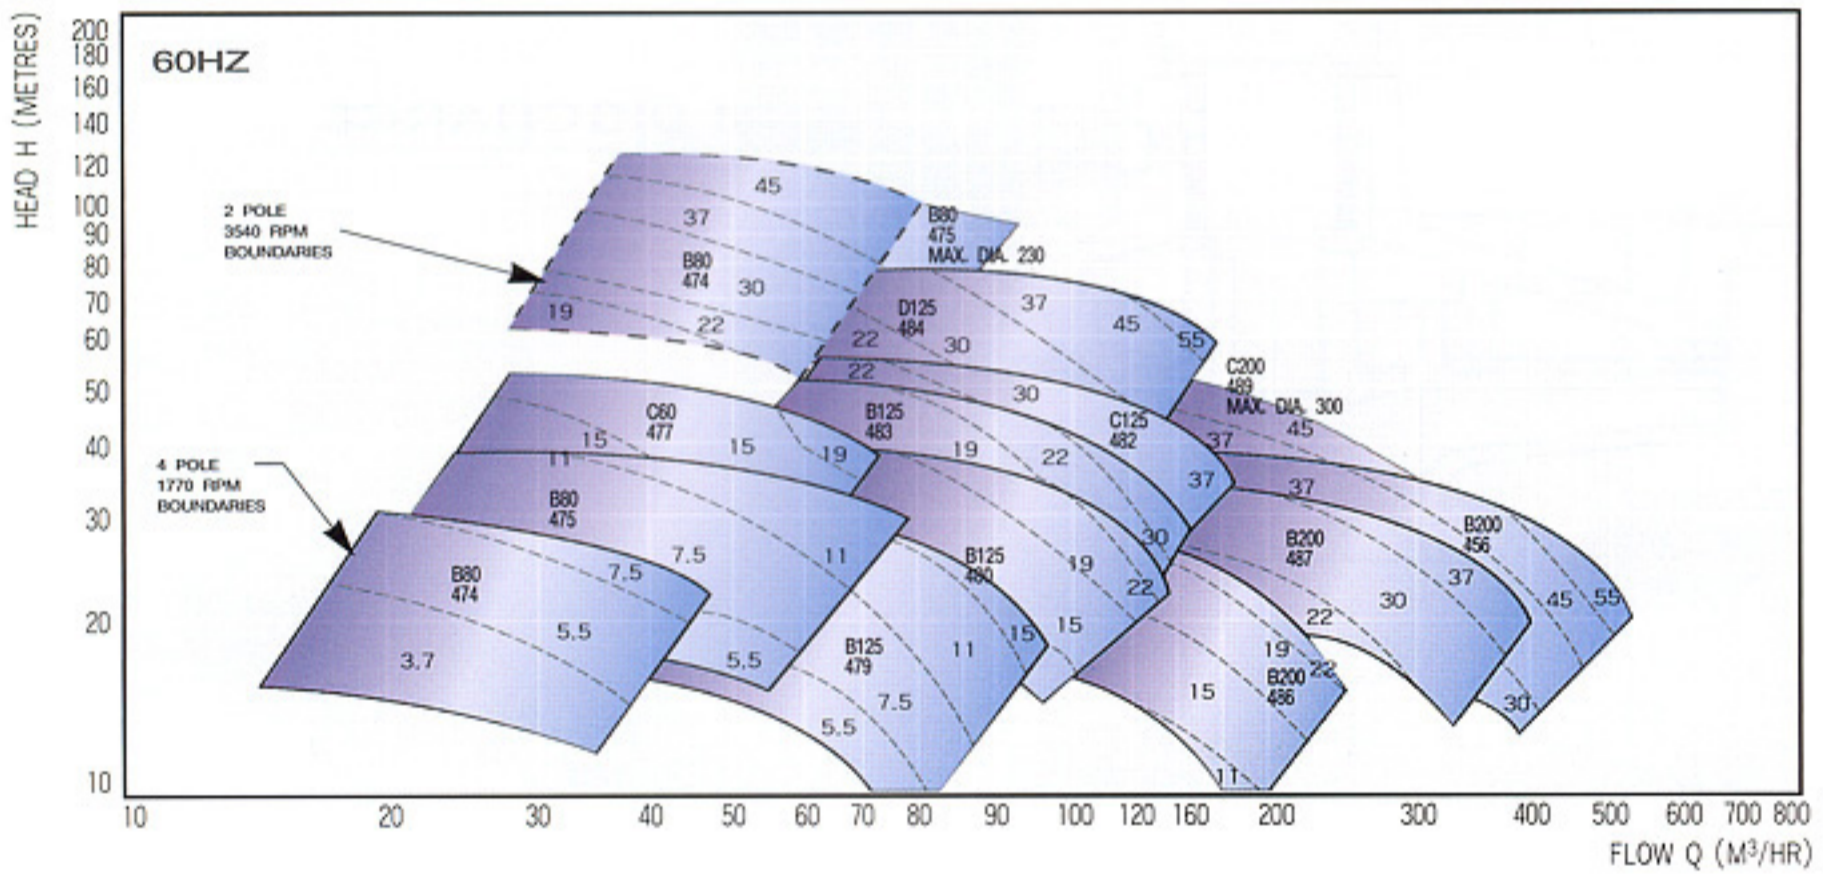 HEAD H (METRES)
200
180
160
140
120
100
90
80
70
60
50
40
30
20
10
60HZ
2 POLE
3540 RPM
BOUNDARIES
4 POLE
1770 RPM
BOUNDARIES
45
37
B80
474
30
19
22
B80
475
MAX. DIA. 230
D125
484
37
45
55
22
30
22
30
C125
482
37
C200
489
MAX. DIA. 300
37
45
C60
477
15
15
19
B125
483
19
22
30
11
B80
475
7.5
11
5.5
B80
474
7.5
5.5
3.7
B125
480
19
22
15
B125
479
11
15
7.5
5.5
37
B200
487
37
30
22
B200
456
45
55
30
19
22
B200
486
15
11
10 20 30 40 50 60 70 80 90 100 120 160 200 300 400 500 600 700 800
FLOW Q (M³/HR)